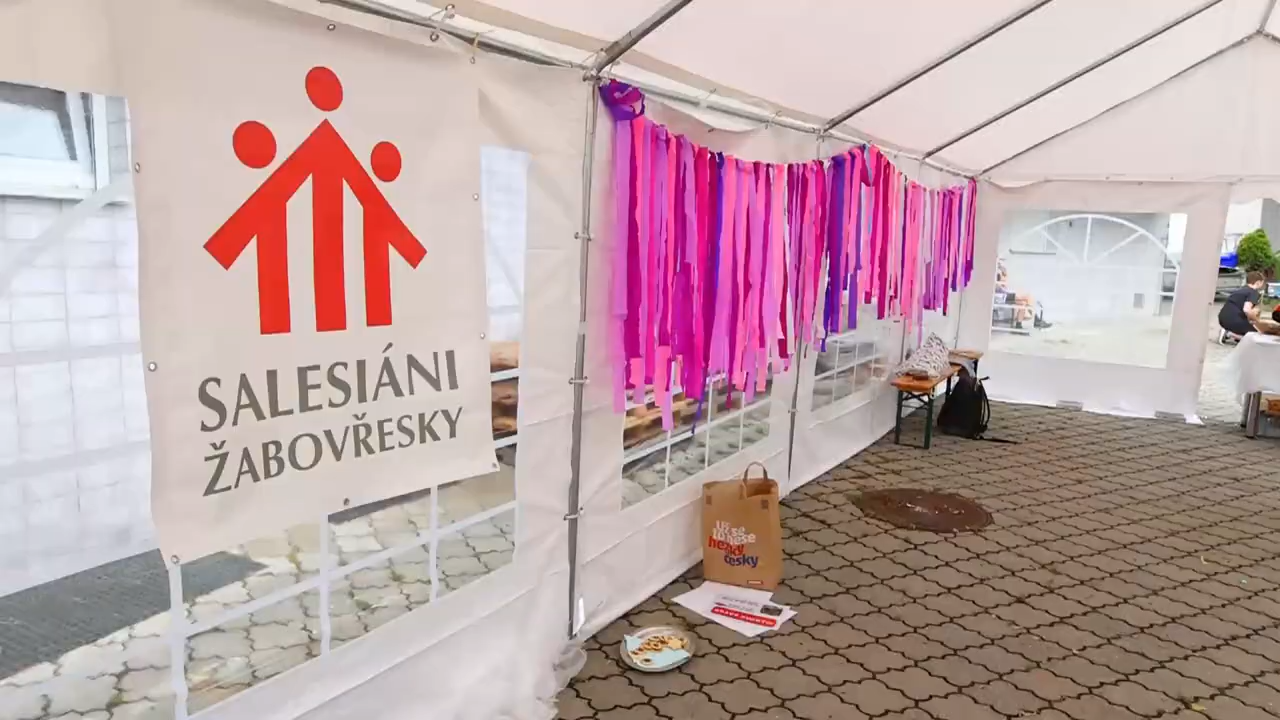 SALESIÁNI
ŽABOVŘESKY
Už se
to nese
hezky
česky